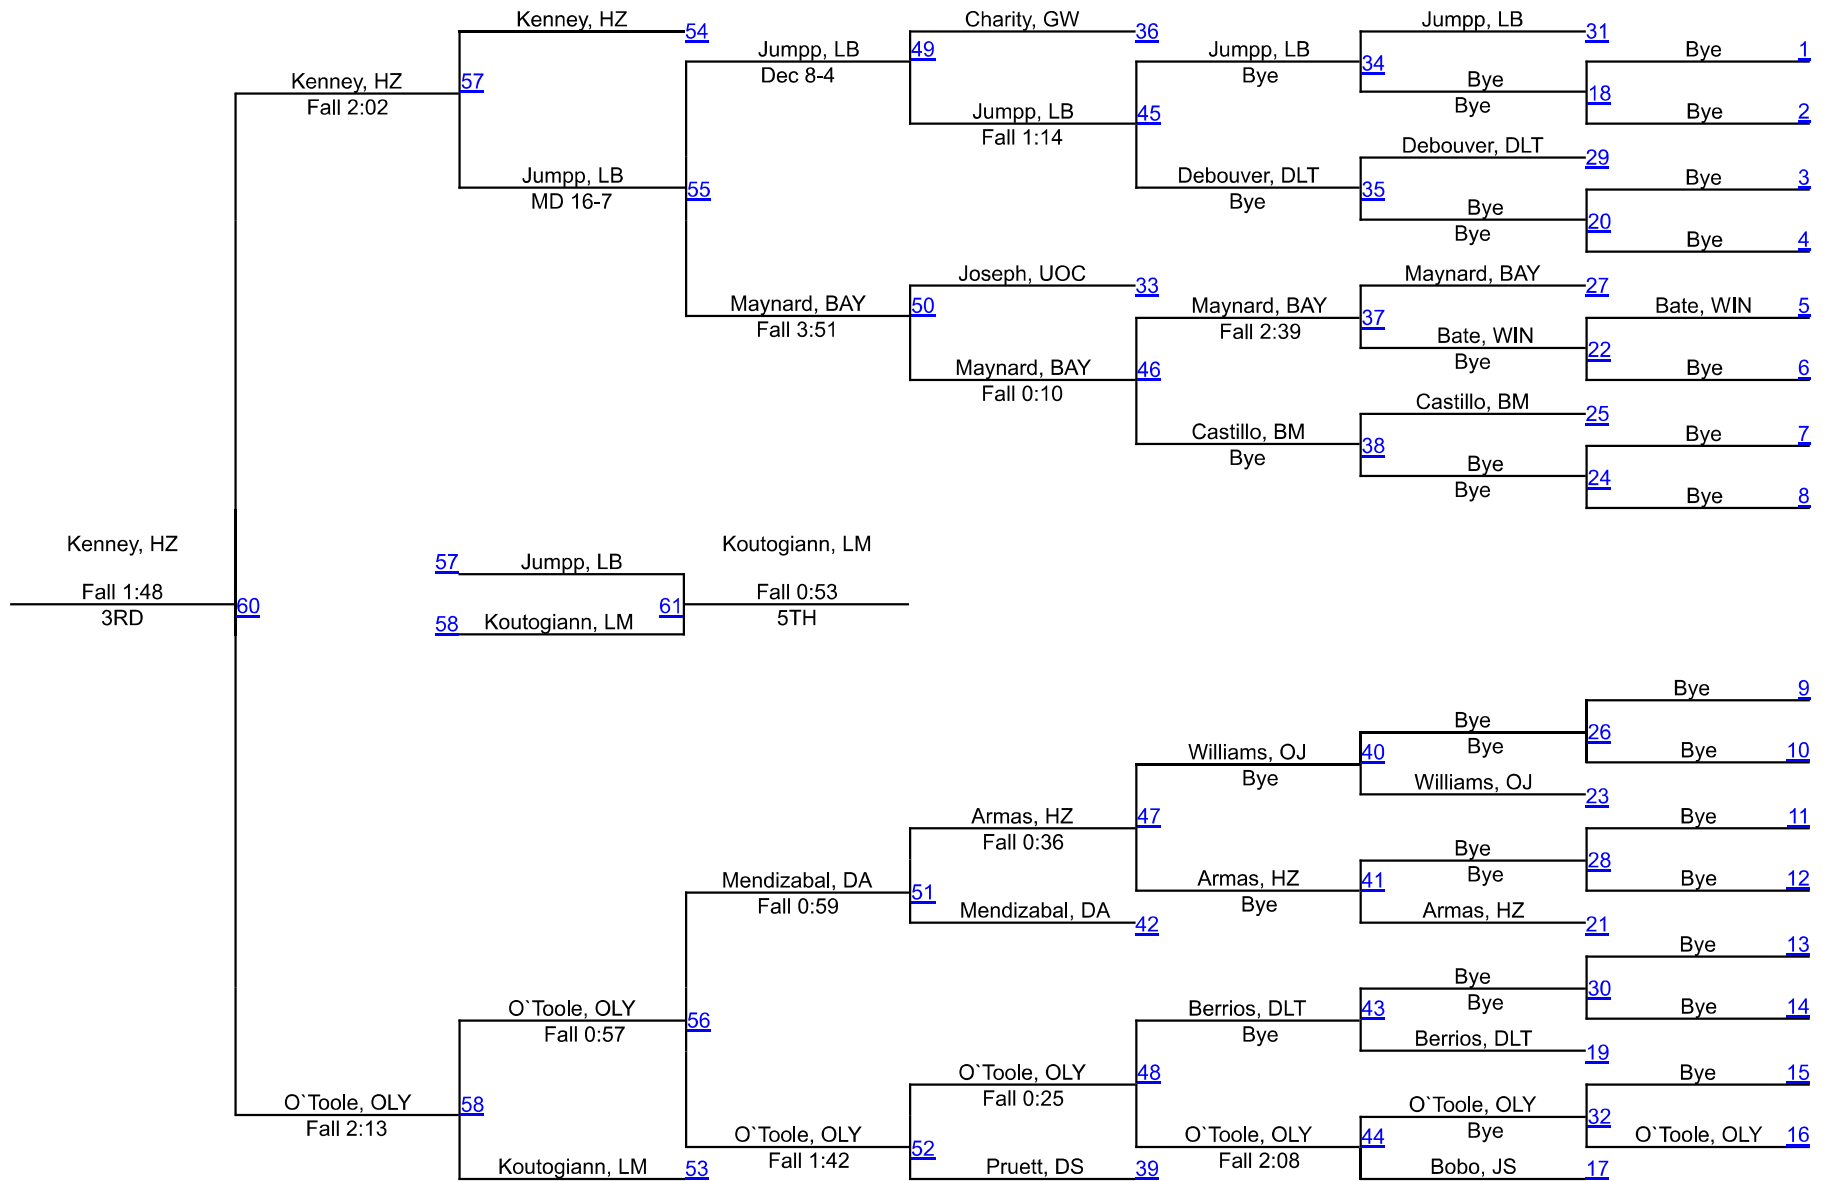 Kenney, HZ
54
Charity, GW
36
Jumpp, LB
31
Jumpp, LB
49
Jumpp, LB
34
Bye
1
Kenney, HZ
57
Dec 8-4
Bye
Bye
18
Fall 2:02
Bye
Bye
2
Jumpp, LB
45
Fall 1:14
Debouver, DLT
29
Jumpp, LB
55
Debouver, DLT
35
Bye
3
MD 16-7
Bye
Bye
20
Bye
Bye
4
Joseph, UOC
33
Maynard, BAY
27
Maynard, BAY
50
Maynard, BAY
37
Bate, WIN
5
Fall 3:51
Fall 2:39
Bate, WIN
22
Bye
Maynard, BAY
46
Bye
6
Fall 0:10
Castillo, BM
25
Castillo, BM
38
Bye
7
Bye
Bye
24
Bye
Bye
8
Kenney, HZ
Koutogiann, LM
57
Jumpp, LB
Fall 1:48
60
61
Fall 0:53
3RD
58
Koutogiann, LM
5TH
Bye
9
Bye
26
Bye
Williams, OJ
40
Bye
10
Bye
Williams, OJ
23
Armas, HZ
47
Bye
11
Fall 0:36
Bye
28
Bye
Mendizabal, DA
51
Armas, HZ
41
Bye
12
Fall 0:59
Bye
Mendizabal, DA
42
Armas, HZ
21
Bye
13
Bye
30
Bye
O`Toole, OLY
56
Berrios, DLT
43
Bye
14
Fall 0:57
Bye
Berrios, DLT
19
O`Toole, OLY
48
Bye
15
Fall 0:25
O`Toole, OLY
58
O`Toole, OLY
32
Fall 2:13
Bye
O`Toole, OLY
52
O`Toole, OLY
44
O`Toole, OLY
16
Fall 1:42
Fall 2:08
Koutogiann, LM
53
Pruett, DS
39
Bobo, JS
17